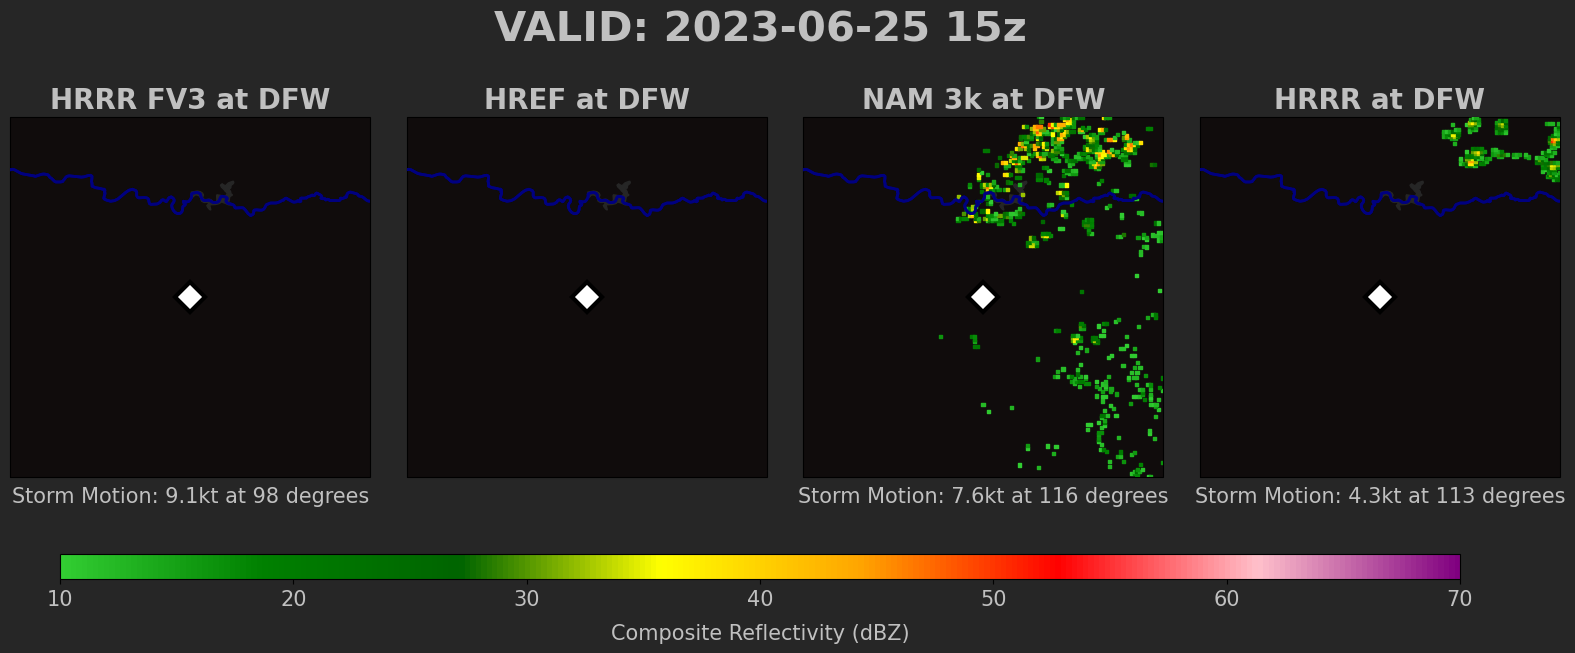 VALID: 2023-06-25 15z
HRRR FV3 at DFW
HREF at DFW
NAM 3k at DFW
HRRR at DFW
Storm Motion: 9.1kt at 98 degrees
Storm Motion: 7.6kt at 116 degrees
Storm Motion: 4.3kt at 113 degrees
10 20 30 40 50 60 70
Composite Reflectivity (dBZ)